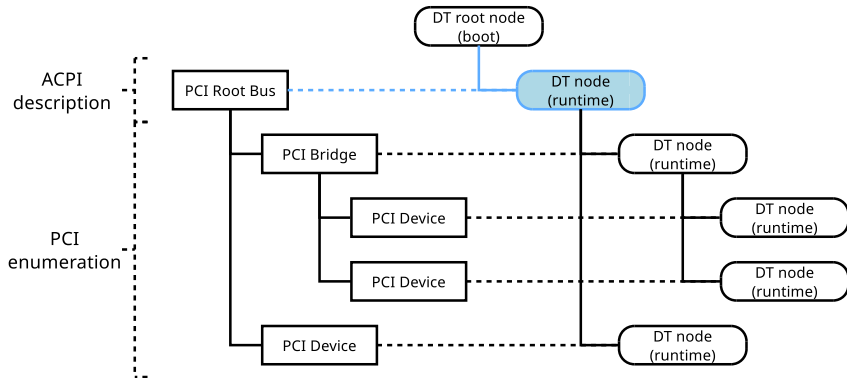 DT root node
(boot)
ACPI
description
PCI Root Bus
DT node
(runtime)
PCI Bridge
DT node
(runtime)
PCI Device
DT node
(runtime)
PCI
enumeration
PCI Device
DT node
(runtime)
PCI Device
DT node
(runtime)